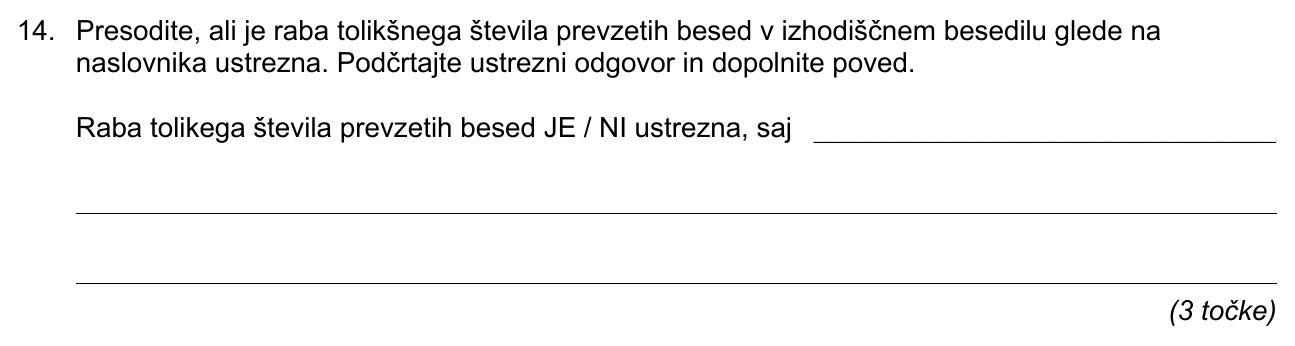 14. Presodite, ali je raba tolikšnega števila prevzetih besed v izhodiščnem besedilu glede na
naslovnika ustrezna. Podčrtajte ustrezni odgovor in dopolnite poved.
Raba tolikega števila prevzetih besed JE / NI ustrezna, saj
(3 točke)